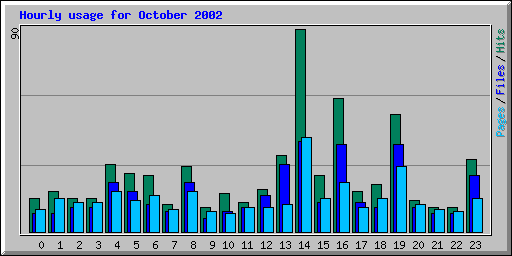 Hourly usage for October 2002
90
Pages/Files/Hits
0 1 2 3 4 5 6 7 8 9 10 11 12 13 14 15 16 17 18 19 20 21 22 23